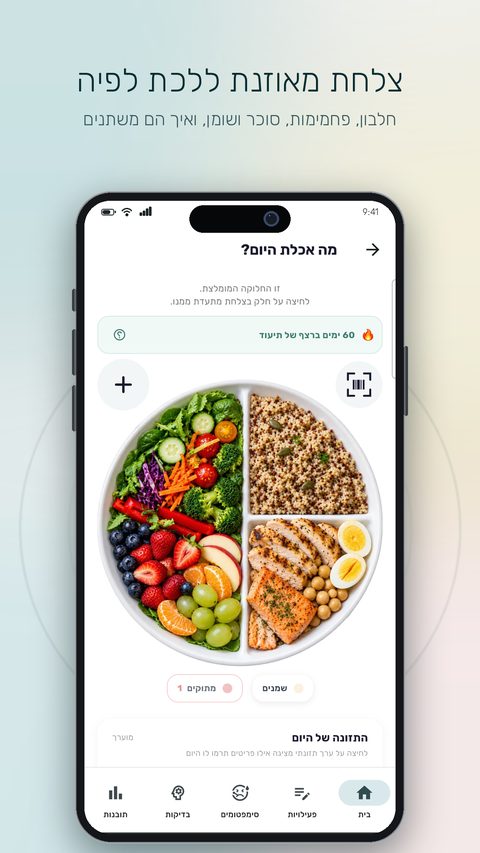 צלחת מאוזנת ללכת לפיה
חלבון, פחמימות, סוכר ושומן, ואיך הם משתנים
9:41
מה אכלת היום?
זו החלוקה המומלצת.
לחיצה על חלק בצלחת מתעדת ממנו.
60 ימים ברצף של תיעוד
שמנים
מתוקים 1
התזונה של היום
מוערך
לחיצה על ערך תזונתי מציגה אילו פריטים תרמו לו היום
בית
פעילויות
סימפטומים
בדיקות
תובנות